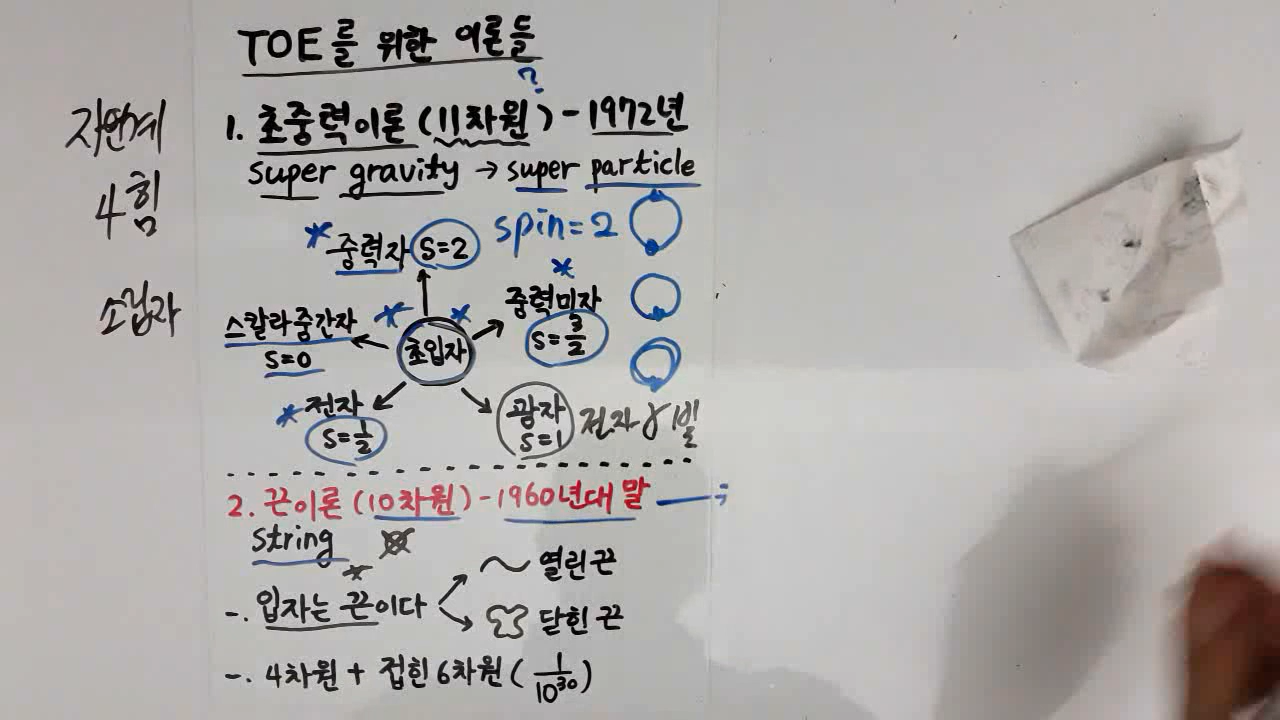 TOE를 위한 이론들
?
1. 초중력이론 (11차원) - 1972년
super gravity → super particle
자연계
4힘
소립자
* 중력자 s=2
spin = 2
* 중력미자
s=3/2
스칼라중간자 *
s=0
*
초입자
* 전자
s=1/2
광자
s=1
전자 γ 빛
2. 끈이론 (10차원) - 1960년대 말
string
*
-. 입자는 끈이다
열린끈
닫힌끈
-. 4차원 + 접힌 6차원 (1/10³⁰)